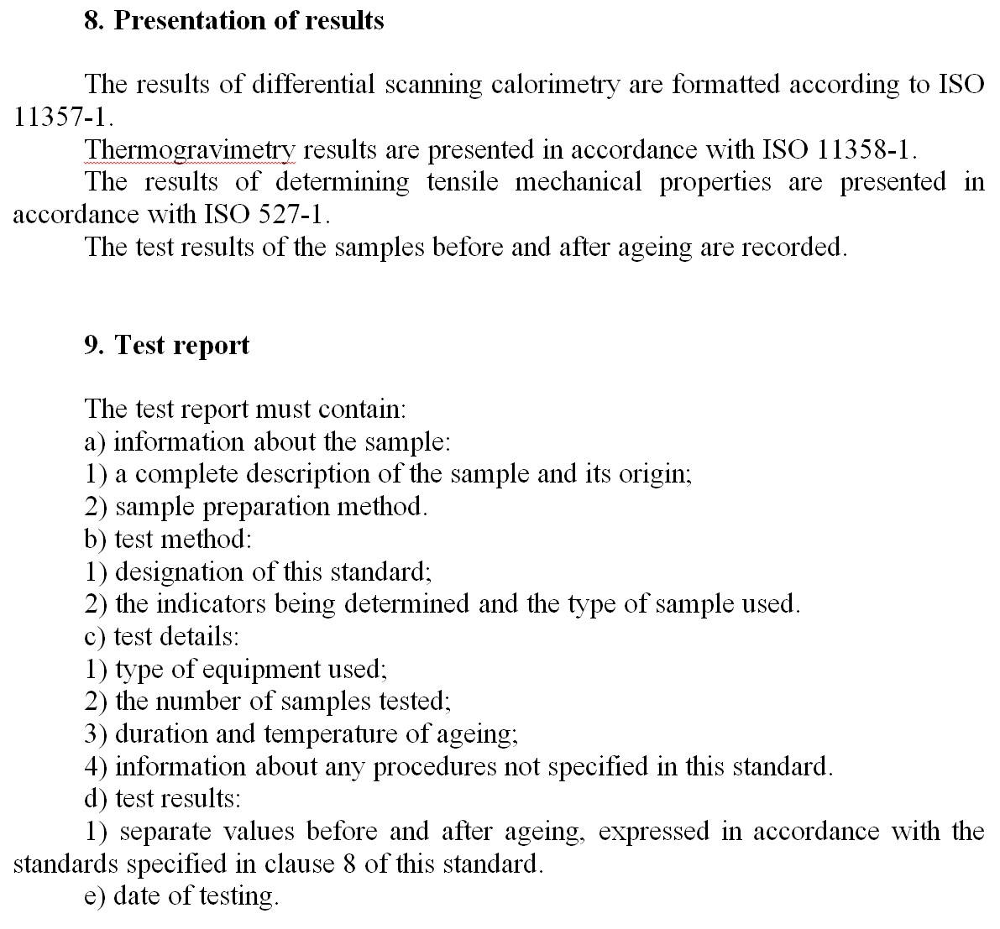 8. Presentation of results
The results of differential scanning calorimetry are formatted according to ISO
11357-1.
Thermogravimetry results are presented in accordance with ISO 11358-1.
The results of determining tensile mechanical properties are presented in
accordance with ISO 527-1.
The test results of the samples before and after ageing are recorded.
9. Test report
The test report must contain:
a) information about the sample:
1) a complete description of the sample and its origin;
2) sample preparation method.
b) test method:
1) designation of this standard;
2) the indicators being determined and the type of sample used.
c) test details:
1) type of equipment used;
2) the number of samples tested;
3) duration and temperature of ageing;
4) information about any procedures not specified in this standard.
d) test results:
1) separate values before and after ageing, expressed in accordance with the
standards specified in clause 8 of this standard.
e) date of testing.